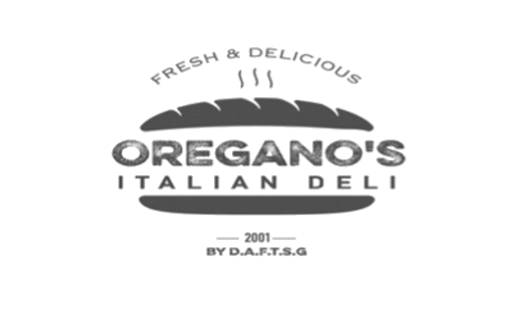 FRESH & DELICIOUS
OREGANO'S
ITALIAN DELI
2001
BY D.A.F.T.S.G